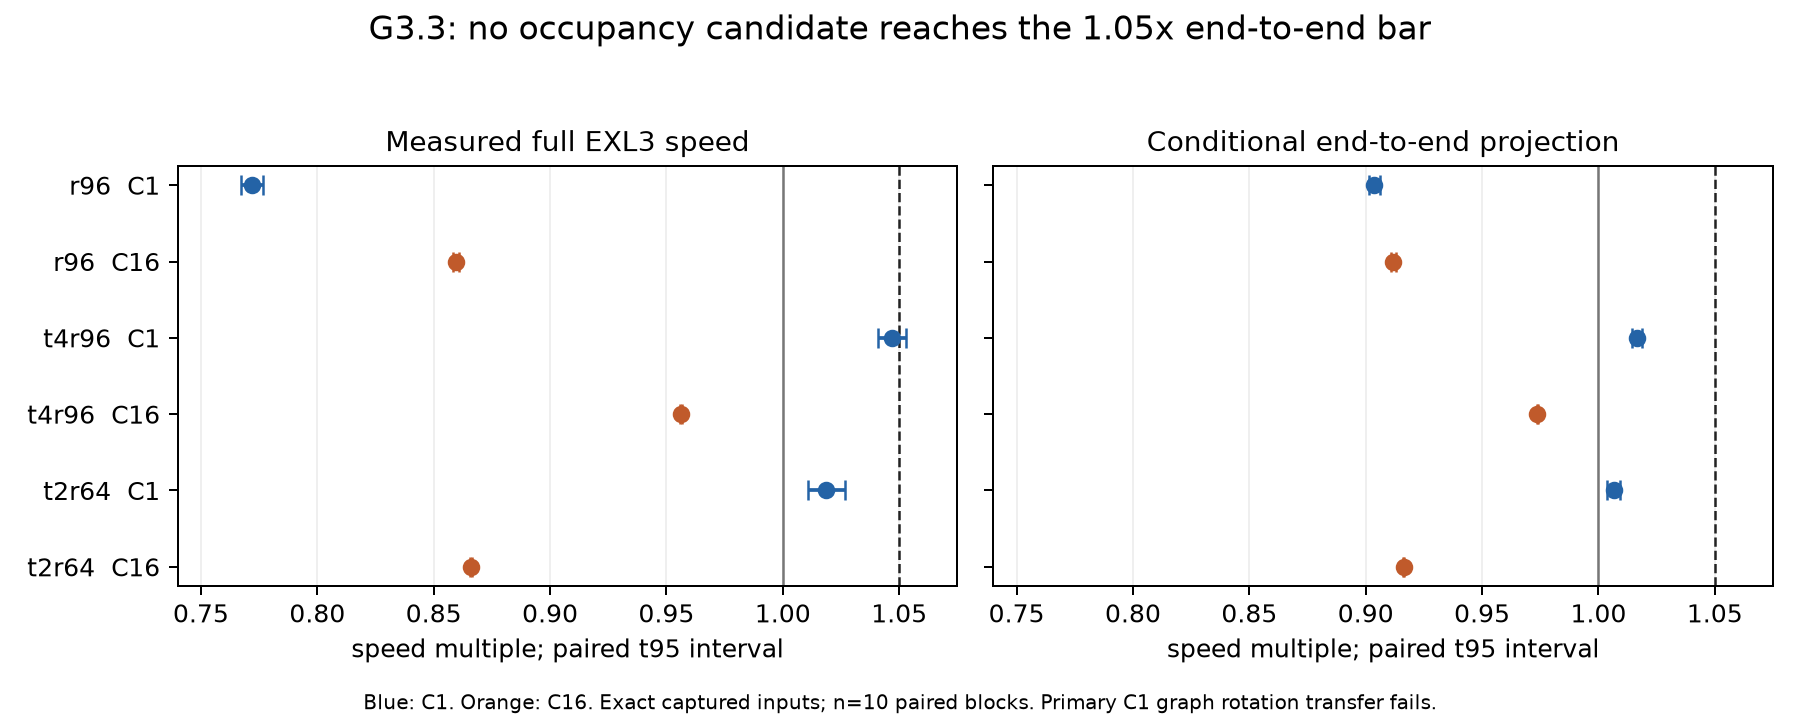 G3.3: no occupancy candidate reaches the 1.05x end-to-end bar
Measured full EXL3 speed
Conditional end-to-end projection
r96 C1
r96 C16
t4r96 C1
t4r96 C16
t2r64 C1
t2r64 C16
0.75 0.80 0.85 0.90 0.95 1.00 1.05
0.75 0.80 0.85 0.90 0.95 1.00 1.05
speed multiple; paired t95 interval
speed multiple; paired t95 interval
Blue: C1. Orange: C16. Exact captured inputs; n=10 paired blocks. Primary C1 graph rotation transfer fails.